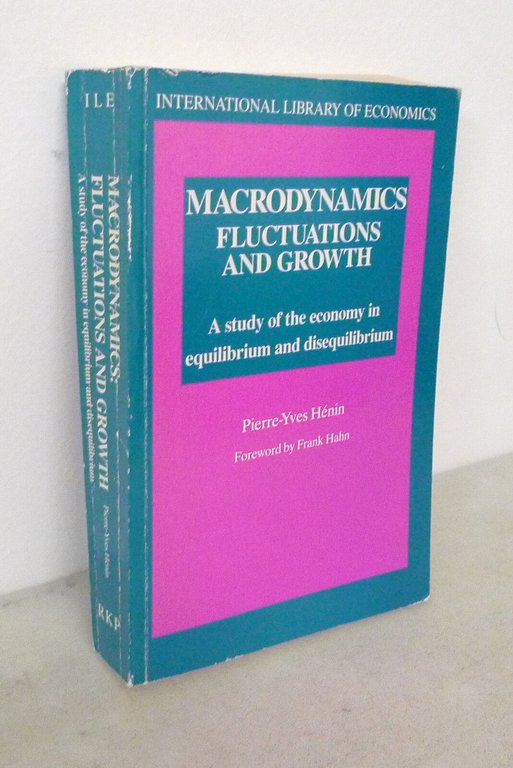 INTERNATIONAL LIBRARY OF ECONOMICS
MACRODYNAMICS
FLUCTUATIONS
AND GROWTH
A study of the economy in
equilibrium and disequilibrium
Pierre-Yves Hénin
Foreword by Frank Hahn
ILE
MACRODYNAMICS:
FLUCTUATIONS AND GROWTH
A study of the economy in equilibrium and disequilibrium
Pierre-Yves Hénin
RKP